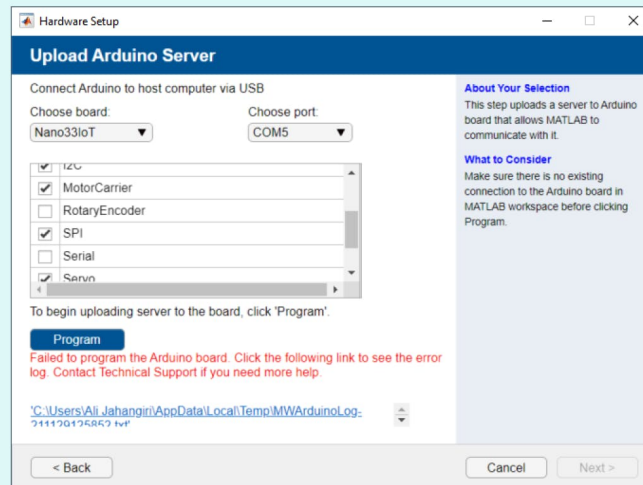 Hardware Setup
Upload Arduino Server
Connect Arduino to host computer via USB
Choose board:
Choose port:
Nano33IoT
COM5
I2C
MotorCarrier
RotaryEncoder
SPI
Serial
Servo
To begin uploading server to the board, click 'Program'.
Program
Failed to program the Arduino board. Click the following link to see the error
log. Contact Technical Support if you need more help.
'C:\Users\Ali Jahangiri\AppData\Local\Temp\MWArduinoLog-
211129125852.txt'
About Your Selection
This step uploads a server to Arduino
board that allows MATLAB to
communicate with it.
What to Consider
Make sure there is no existing
connection to the Arduino board in
MATLAB workspace before clicking
Program.
< Back
Cancel
Next >